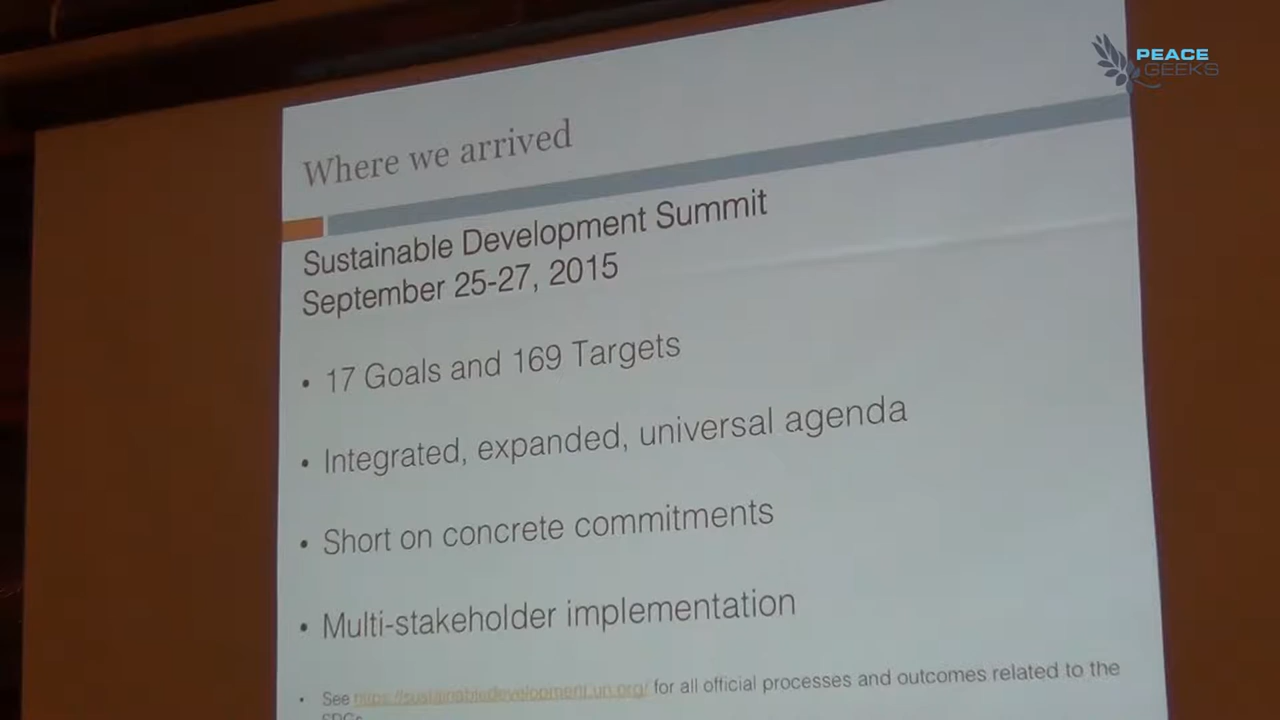 PEACE
GEEKS
Where we arrived
Sustainable Development Summit
September 25-27, 2015
• 17 Goals and 169 Targets
• Integrated, expanded, universal agenda
• Short on concrete commitments
• Multi-stakeholder implementation
• See https://sustainabledevelopment.un.org/ for all official processes and outcomes related to the
SDGs